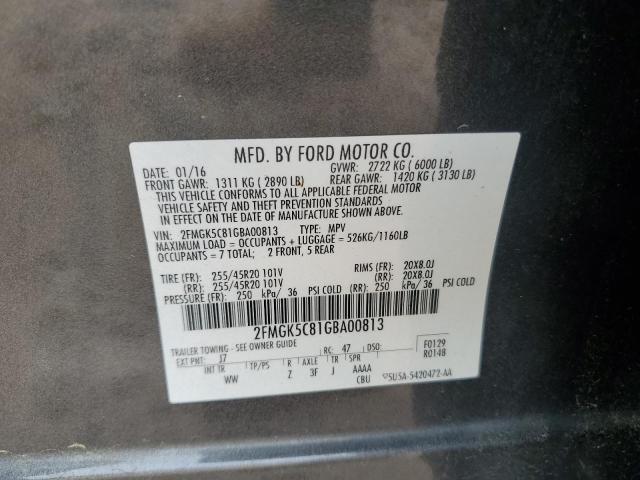 MFD. BY FORD MOTOR CO.
DATE: 01/16 GVWR: 2722 KG ( 6000 LB)
FRONT GAWR: 1311 KG ( 2890 LB) REAR GAWR: 1420 KG ( 3130 LB)
THIS VEHICLE CONFORMS TO ALL APPLICABLE FEDERAL MOTOR
VEHICLE SAFETY AND THEFT PREVENTION STANDARDS
IN EFFECT ON THE DATE OF MANUFACTURE SHOWN ABOVE.
VIN: 2FMGK5C81GBA00813 TYPE: MPV
MAXIMUM LOAD = OCCUPANTS + LUGGAGE = 526KG/1160LB
OCCUPANTS = 7 TOTAL; 2 FRONT, 5 REAR
TIRE (FR): 255/45R20 101V RIMS (FR): 20X8.0J
(RR): 255/45R20 101V (RR): 20X8.0J
PRESSURE (FR): 250 kPa/ 36 PSI COLD (RR): 250 kPa/ 36 PSI COLD
2FMGK5C81GBA00813
TRAILER TOWING - SEE OWNER GUIDE
EXT PNT: J7 RC: 47 DSO: F0129
INT TR TP/PS R AXLE TR SPR R0148
WW Z 3F J AAAA
CBU SU5A-5420472-AA